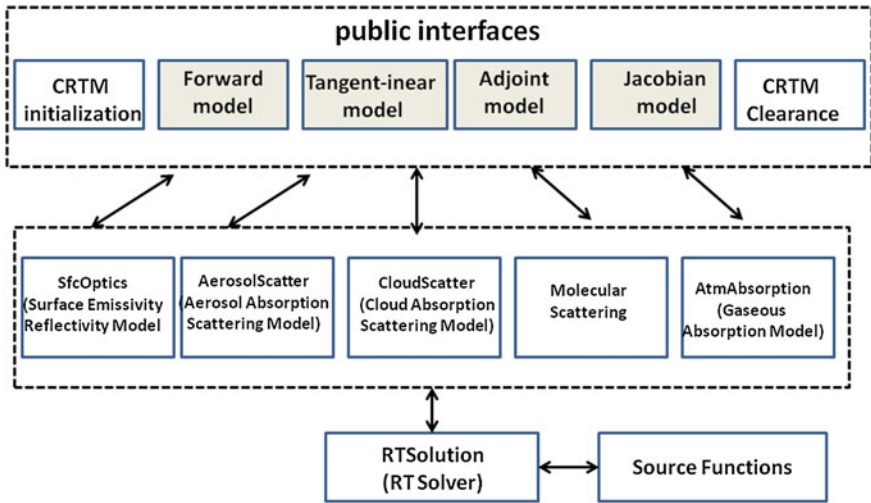 public interfaces
CRTM
initialization
Forward
model
Tangent-inear
model
Adjoint
model
Jacobian
model
CRTM
Clearance
SfcOptics
(Surface Emissivity
Reflectivity Model
AerosolScatter
(Aerosol Absorption
Scattering Model)
CloudScatter
(Cloud Absorption
Scattering Model)
Molecular
Scattering
AtmAbsorption
(Gaseous
Absorption Model)
RTSolution
(RT Solver)
Source Functions